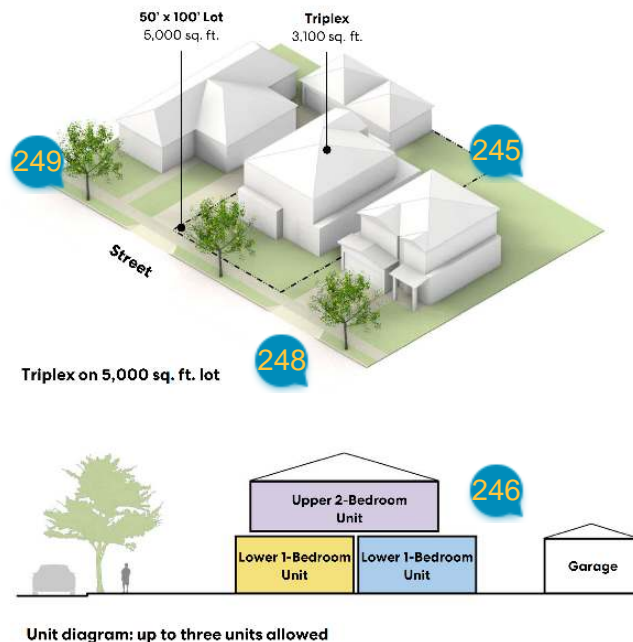 50' x 100' Lot
5,000 sq. ft.
Triplex
3,100 sq. ft.
249
245
Street
248
Triplex on 5,000 sq. ft. lot
246
Upper 2-Bedroom
Unit
Lower 1-Bedroom
Unit
Lower 1-Bedroom
Unit
Garage
Unit diagram: up to three units allowed